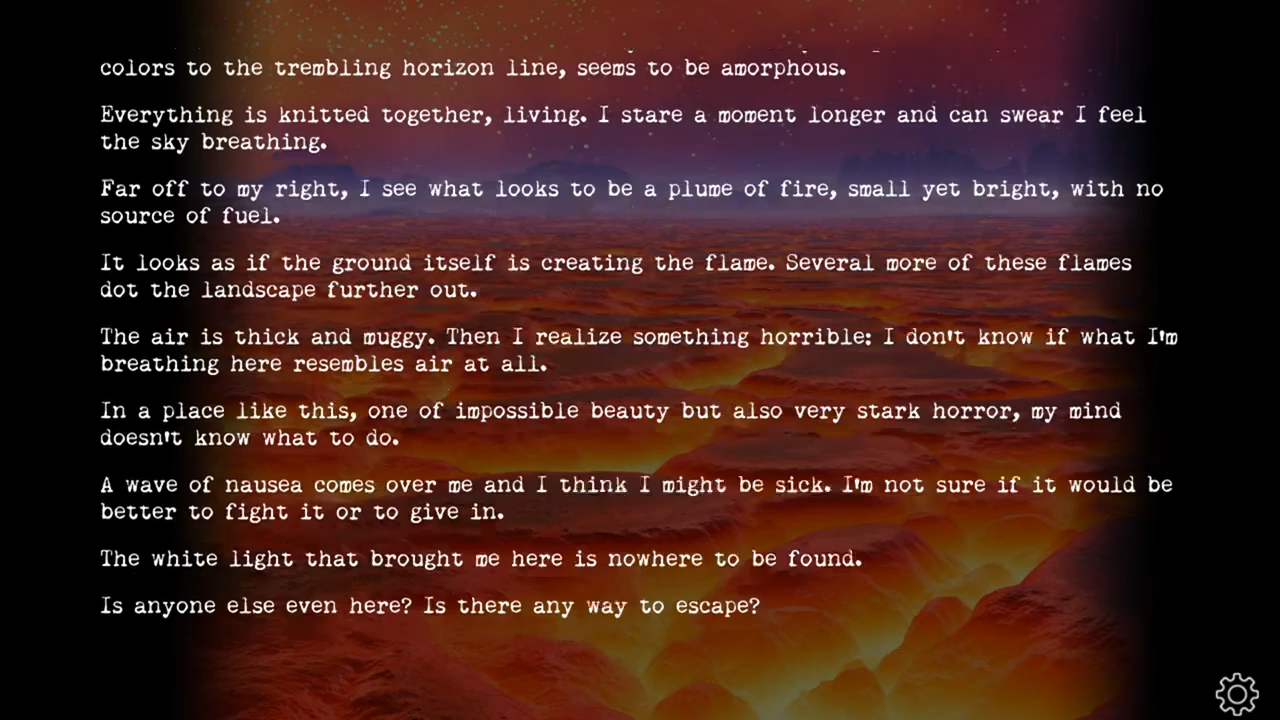 colors to the trembling horizon line, seems to be amorphous.
Everything is knitted together, living. I stare a moment longer and can swear I feel
the sky breathing.
Far off to my right, I see what looks to be a plume of fire, small yet bright, with no
source of fuel.
It looks as if the ground itself is creating the flame. Several more of these flames
dot the landscape further out.
The air is thick and muggy. Then I realize something horrible: I don't know if what I'm
breathing here resembles air at all.
In a place like this, one of impossible beauty but also very stark horror, my mind
doesn't know what to do.
A wave of nausea comes over me and I think I might be sick. I'm not sure if it would be
better to fight it or to give in.
The white light that brought me here is nowhere to be found.
Is anyone else even here? Is there any way to escape?